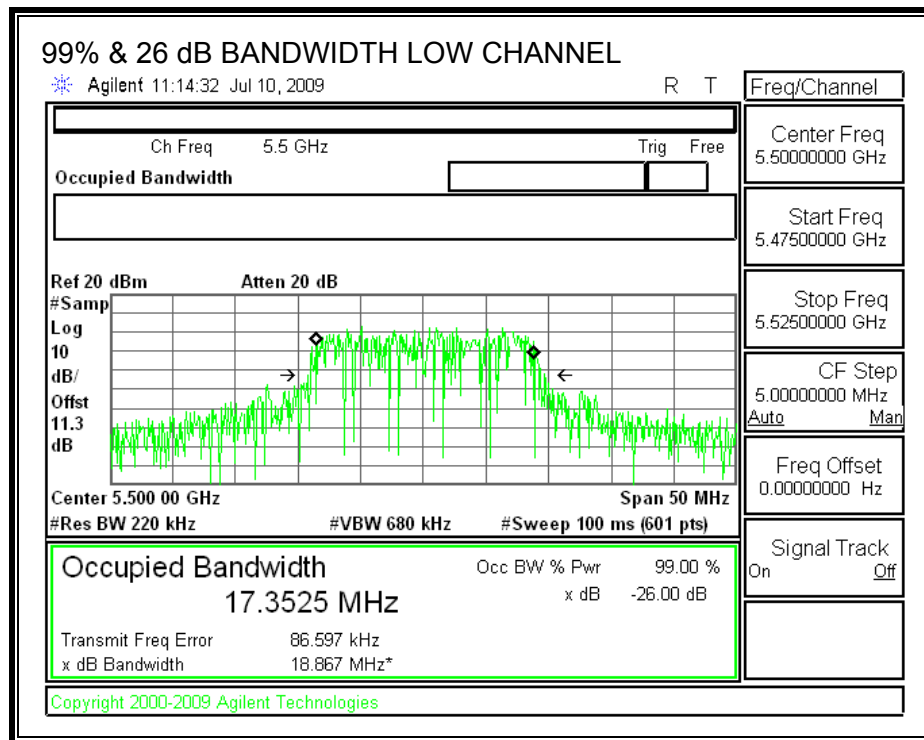 99% & 26 dB BANDWIDTH LOW CHANNEL
Agilent 11:14:32 Jul 10, 2009 R T
Freq/Channel
Ch Freq 5.5 GHz Trig Free
Occupied Bandwidth
Center Freq
5.50000000 GHz
Start Freq
5.47500000 GHz
Stop Freq
5.52500000 GHz
CF Step
5.00000000 MHz
Auto Man
Freq Offset
0.00000000 Hz
Signal Track
On Off
Ref 20 dBm Atten 20 dB
#Samp
Log
10
dB/
Offst
11.3
dB
Center 5.500 00 GHz Span 50 MHz
#Res BW 220 kHz #VBW 680 kHz #Sweep 100 ms (601 pts)
Occupied Bandwidth
17.3525 MHz
Occ BW % Pwr 99.00 %
x dB -26.00 dB
Transmit Freq Error 86.597 kHz
x dB Bandwidth 18.867 MHz*
Copyright 2000-2009 Agilent Technologies